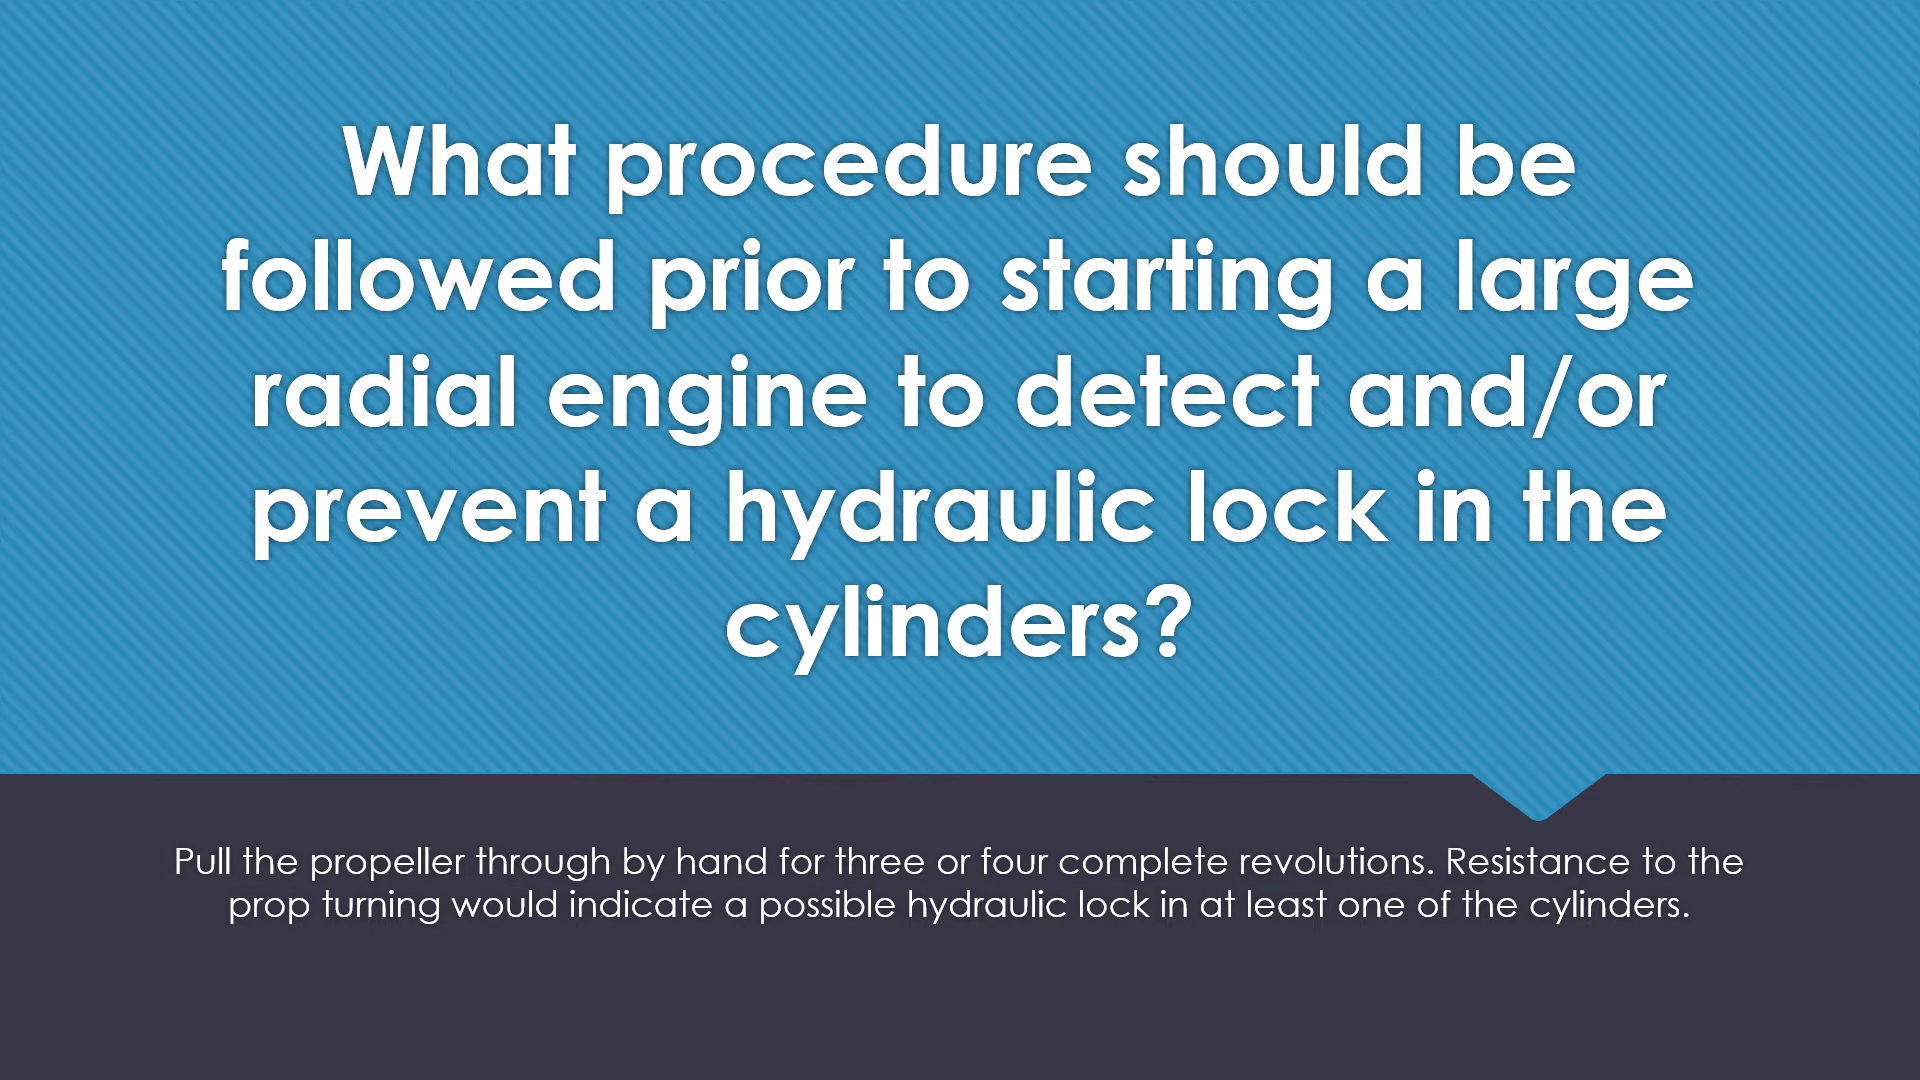 What procedure should be
followed prior to starting a large
radial engine to detect and/or
prevent a hydraulic lock in the
cylinders?
Pull the propeller through by hand for three or four complete revolutions. Resistance to the
prop turning would indicate a possible hydraulic lock in at least one of the cylinders.